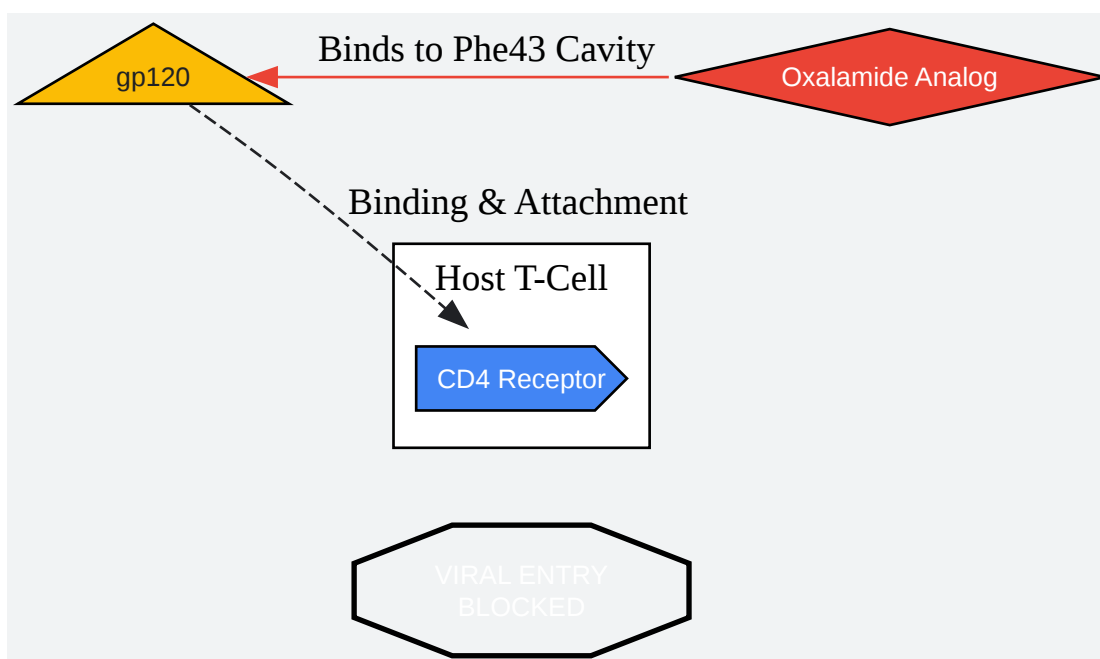 Binds to Phe43 Cavity
gp120
Oxalamide Analog
Binding & Attachment
Host T-Cell
CD4 Receptor
VIRAL ENTRY
BLOCKED